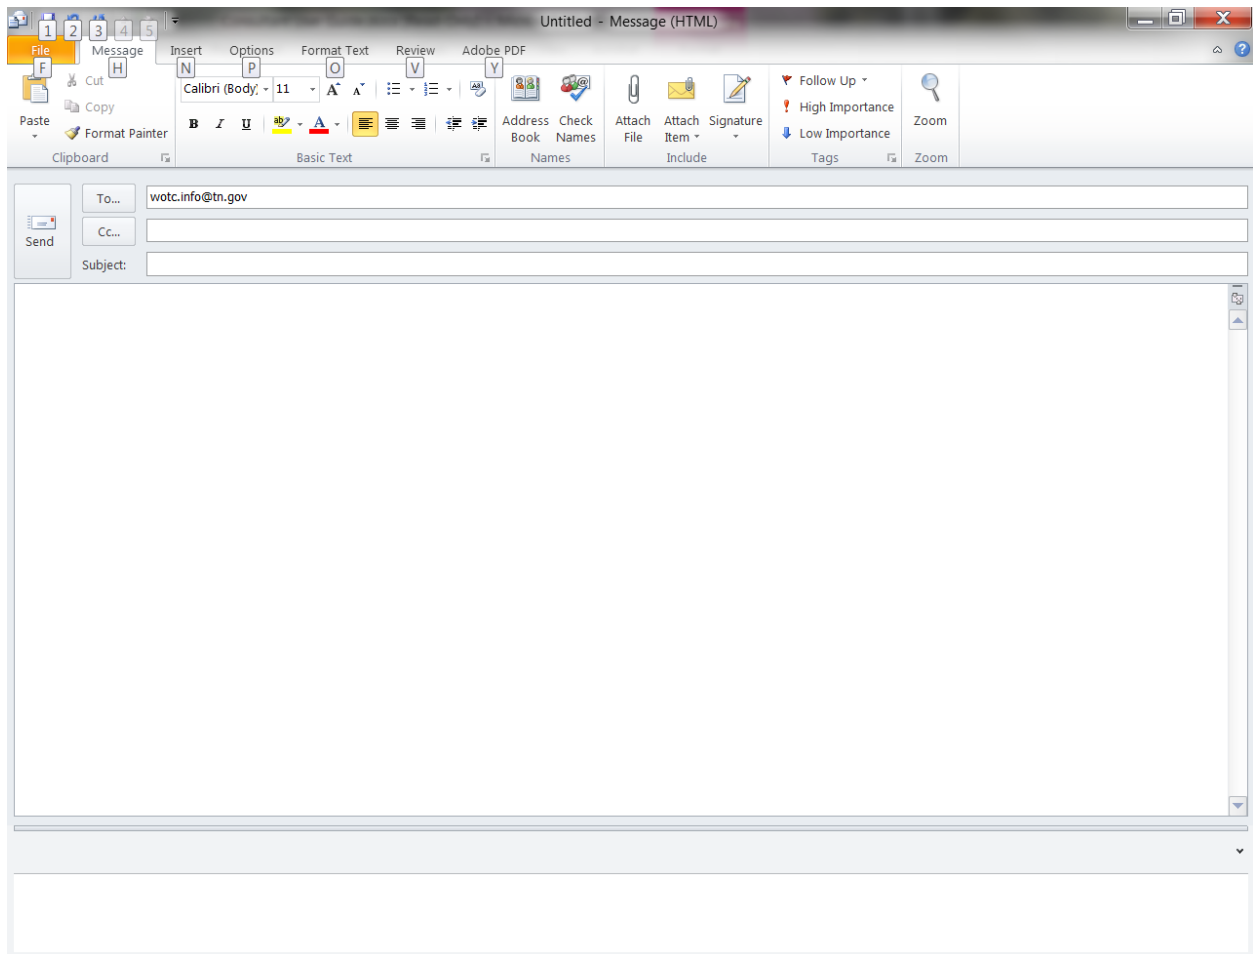 Untitled - Message (HTML)
1 2 3 4 5
File Message Insert Options Format Text Review Adobe PDF
F H N P O V Y
Cut
Copy
Format Painter
Paste
Clipboard
Calibri (Body) 11
B I U
Basic Text
Address Book
Check Names
Names
Attach File
Attach Item
Signature
Include
Follow Up
High Importance
Low Importance
Tags
Zoom
Zoom
Send
To... wotc.info@tn.gov
Cc...
Subject: